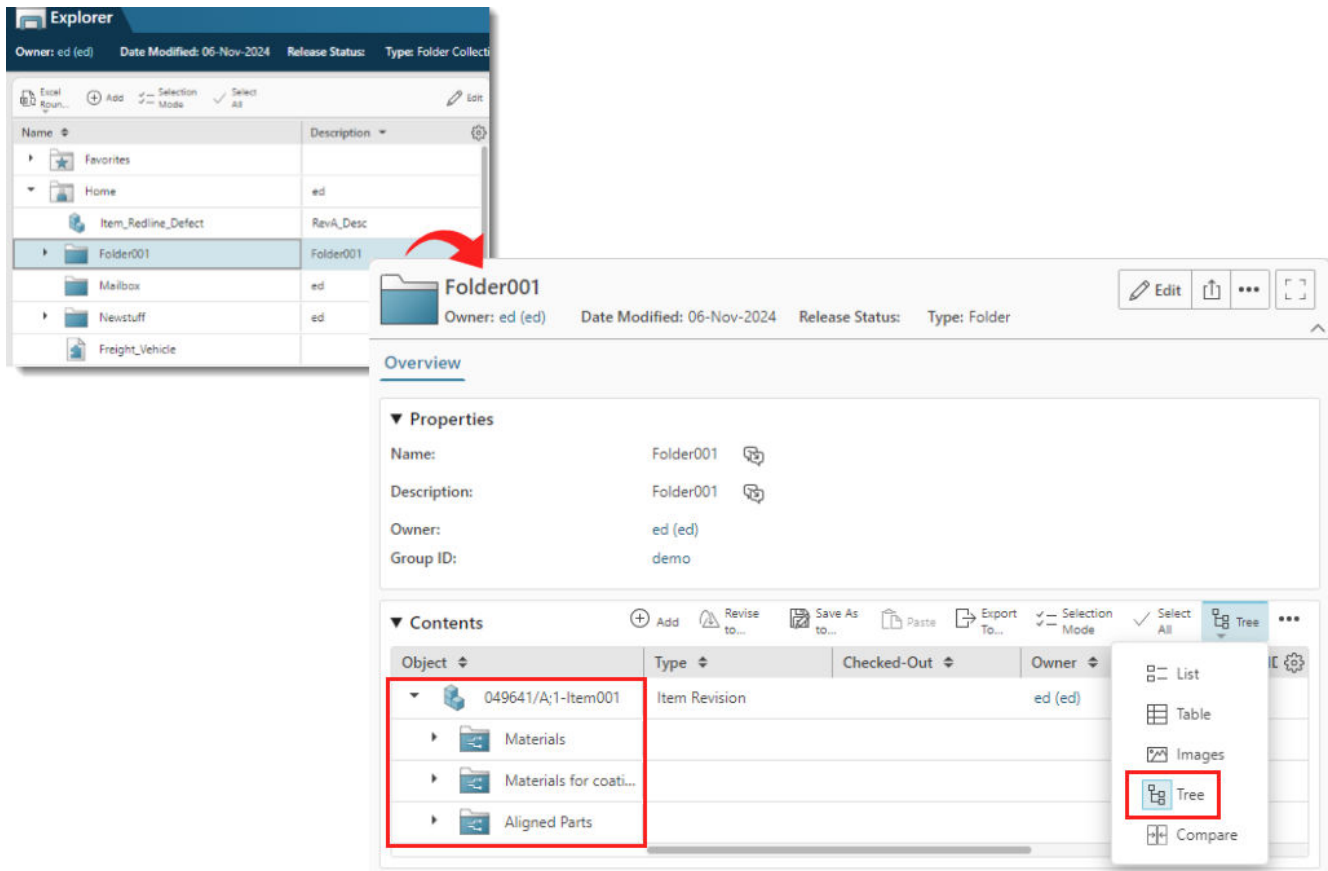 Explorer
Owner: ed (ed) Date Modified: 06-Nov-2024 Release Status: Type: Folder Collecti
Excel Roun... Add Selection Mode Select All Edit
Name Description
Favorites
Home ed
Item_Redline_Defect RevA_Desc
Folder001 Folder001
Mailbox ed
Newstuff ed
Freight_Vehicle
Folder001
Owner: ed (ed) Date Modified: 06-Nov-2024 Release Status: Type: Folder
Edit
Overview
Properties
Name: Folder001
Description: Folder001
Owner: ed (ed)
Group ID: demo
Contents Add Revise to... Save As to... Paste Export To... Selection Mode Select All Tree
Object Type Checked-Out Owner
049641/A;1-Item001 Item Revision ed (ed)
Materials
Materials for coati...
Aligned Parts
List
Table
Images
Tree
Compare